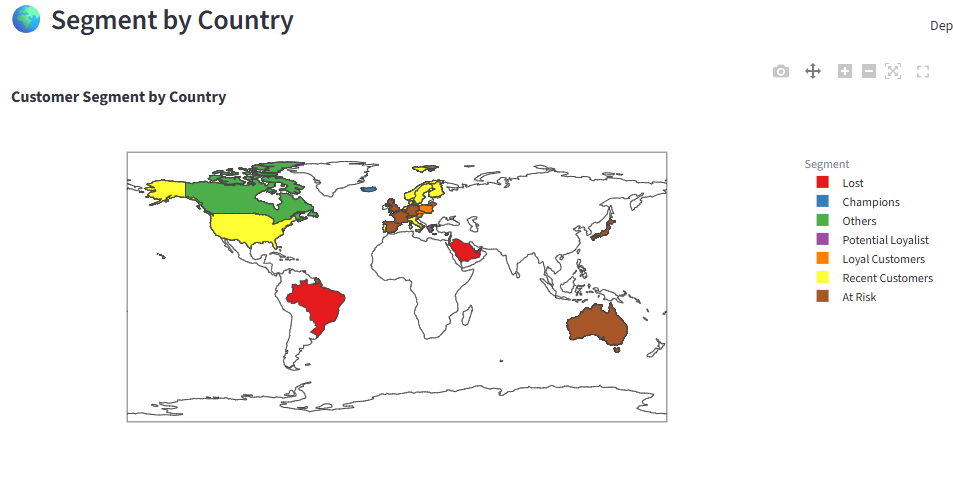 Segment by Country
Dep
Customer Segment by Country
Segment
Lost
Champions
Others
Potential Loyalist
Loyal Customers
Recent Customers
At Risk